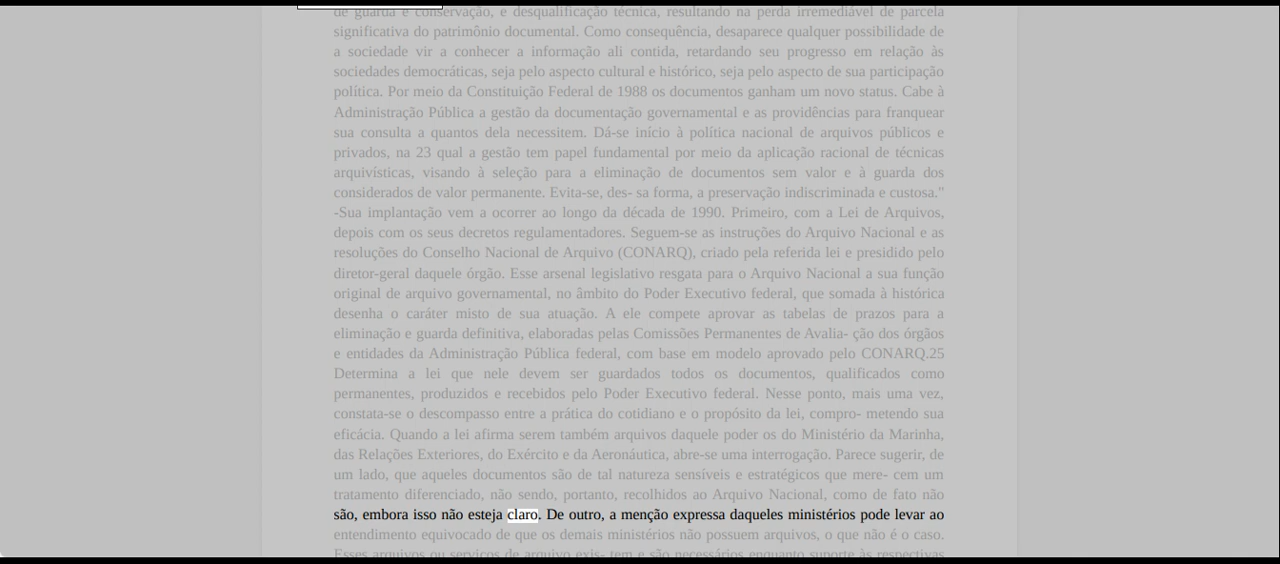 de guarda e conservação, e desqualificação técnica, resultando na perda irremediável de parcela
significativa do patrimônio documental. Como consequência, desaparece qualquer possibilidade de
a sociedade vir a conhecer a informação ali contida, retardando seu progresso em relação às
sociedades democráticas, seja pelo aspecto cultural e histórico, seja pelo aspecto de sua participação
política. Por meio da Constituição Federal de 1988 os documentos ganham um novo status. Cabe à
Administração Pública a gestão da documentação governamental e as providências para franquear
sua consulta a quantos dela necessitem. Dá-se início à política nacional de arquivos públicos e
privados, na 23 qual a gestão tem papel fundamental por meio da aplicação racional de técnicas
arquivísticas, visando à seleção para a eliminação de documentos sem valor e à guarda dos
considerados de valor permanente. Evita-se, des- sa forma, a preservação indiscriminada e custosa."
-Sua implantação vem a ocorrer ao longo da década de 1990. Primeiro, com a Lei de Arquivos,
depois com os seus decretos regulamentadores. Seguem-se as instruções do Arquivo Nacional e as
resoluções do Conselho Nacional de Arquivo (CONARQ), criado pela referida lei e presidido pelo
diretor-geral daquele órgão. Esse arsenal legislativo resgata para o Arquivo Nacional a sua função
original de arquivo governamental, no âmbito do Poder Executivo federal, que somada à histórica
desenha o caráter misto de sua atuação. A ele compete aprovar as tabelas de prazos para a
eliminação e guarda definitiva, elaboradas pelas Comissões Permanentes de Avalia- ção dos órgãos
e entidades da Administração Pública federal, com base em modelo aprovado pelo CONARQ.25
Determina a lei que nele devem ser guardados todos os documentos, qualificados como
permanentes, produzidos e recebidos pelo Poder Executivo federal. Nesse ponto, mais uma vez,
constata-se o descompasso entre a prática do cotidiano e o propósito da lei, compro- metendo sua
eficácia. Quando a lei afirma serem também arquivos daquele poder os do Ministério da Marinha,
das Relações Exteriores, do Exército e da Aeronáutica, abre-se uma interrogação. Parece sugerir, de
um lado, que aqueles documentos são de tal natureza sensíveis e estratégicos que mere- cem um
tratamento diferenciado, não sendo, portanto, recolhidos ao Arquivo Nacional, como de fato não
são, embora isso não esteja claro. De outro, a menção expressa daqueles ministérios pode levar ao
entendimento equivocado de que os demais ministérios não possuem arquivos, o que não é o caso.
Esses arquivos ou serviços de arquivo exis- tem e são necessários enquanto suporte às respectivas